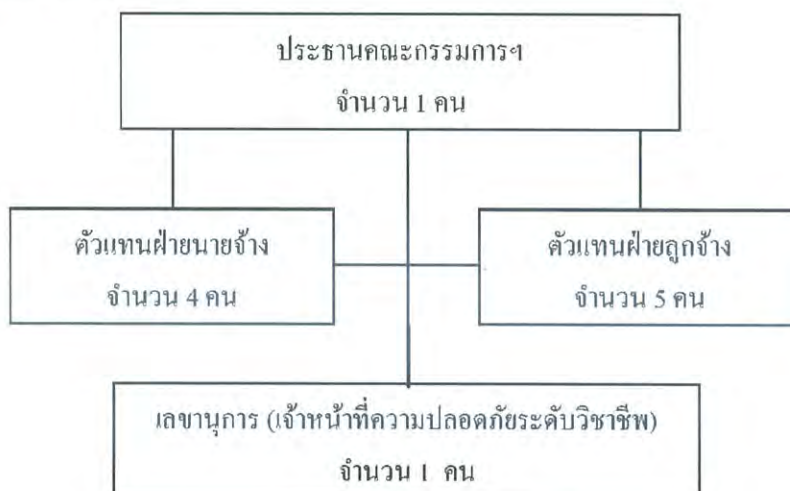 ประธานคณะกรรมการฯ
จำนวน 1 คน
ตัวแทนฝ่ายนายจ้าง
จำนวน 4 คน
ตัวแทนฝ่ายลูกจ้าง
จำนวน 5 คน
เลขานุการ (เจ้าหน้าที่ความปลอดภัยระดับวิชาชีพ)
จำนวน 1 คน